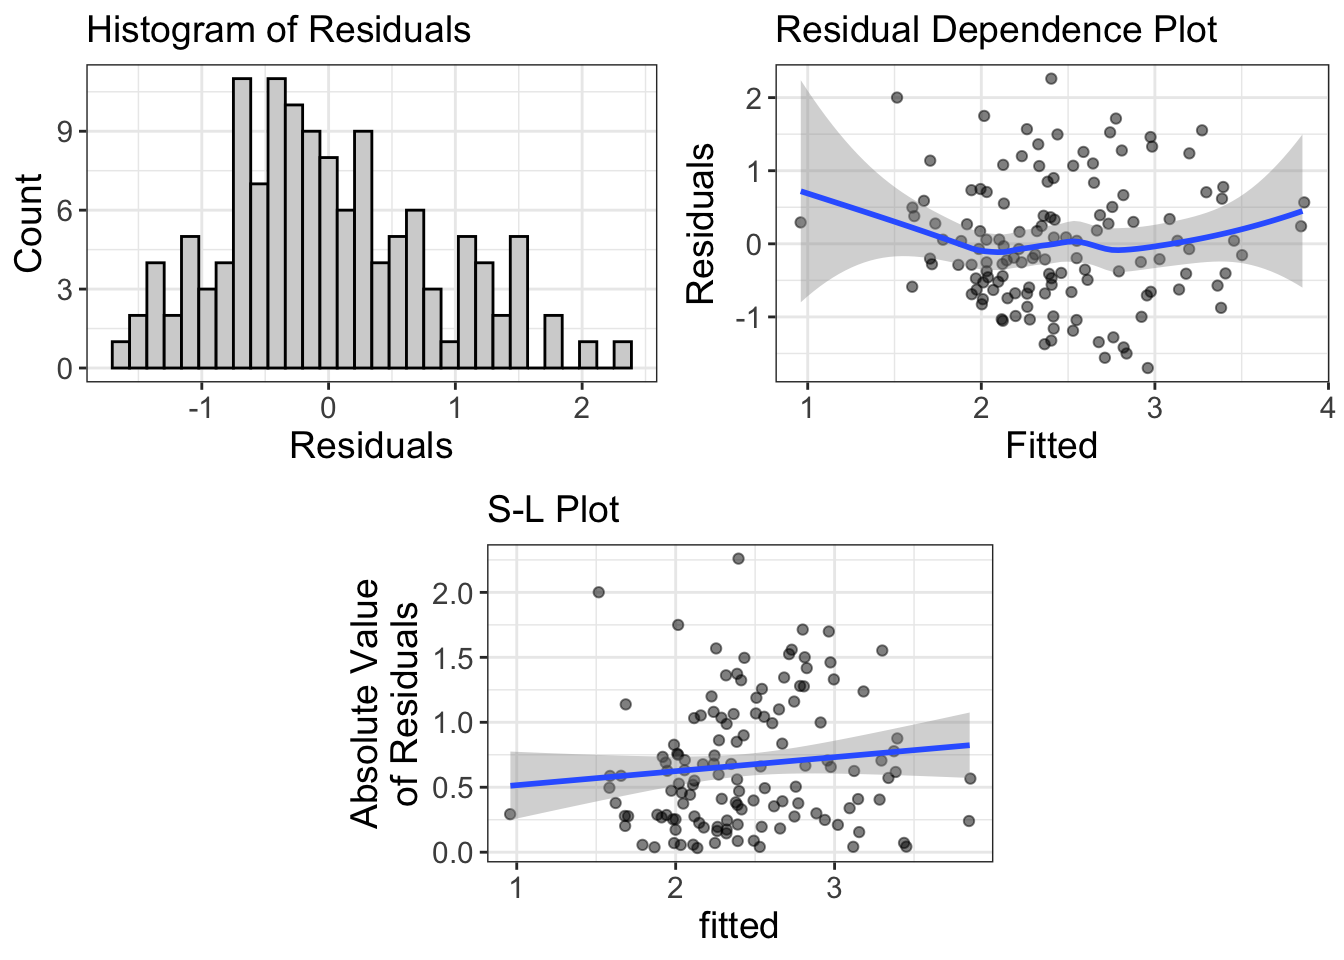 Histogram of Residuals
Count
9
6
3
0
-1
0
1
2
Residuals
Residual Dependence Plot
Residuals
2
1
0
-1
1
2
3
4
Fitted
S-L Plot
Absolute Value
of Residuals
2.0
1.5
1.0
0.5
0.0
1
2
3
fitted